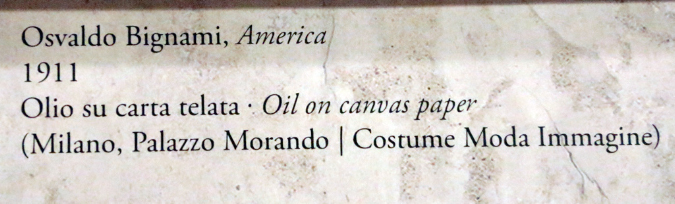 Osvaldo Bignami, America
1911
Olio su carta telata · Oil on canvas paper
(Milano, Palazzo Morando | Costume Moda Immagine)